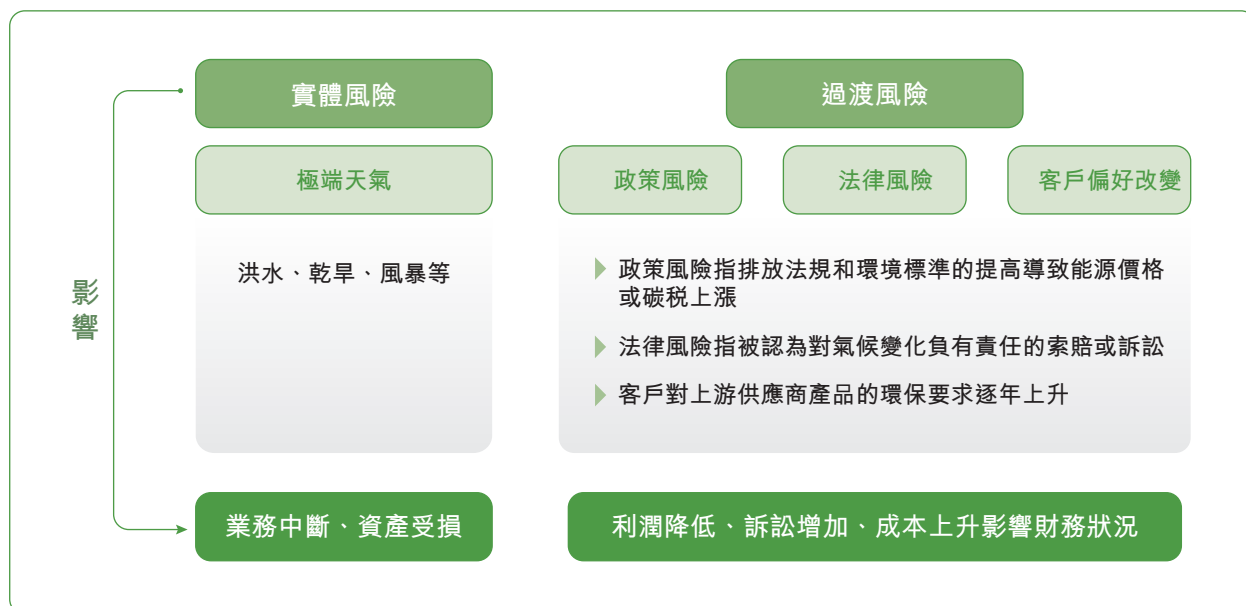 實體風險
過渡風險
極端天氣
政策風險
法律風險
客戶偏好改變
影響
洪水、乾旱、風暴等
政策風險指排放法規和環境標準的提高導致能源價格
或碳稅上漲
法律風險指被認為對氣候變化負有責任的索賠或訴訟
客戶對上游供應商產品的環保要求逐年上升
業務中斷、資產受損
利潤降低、訴訟增加、成本上升影響財務狀況